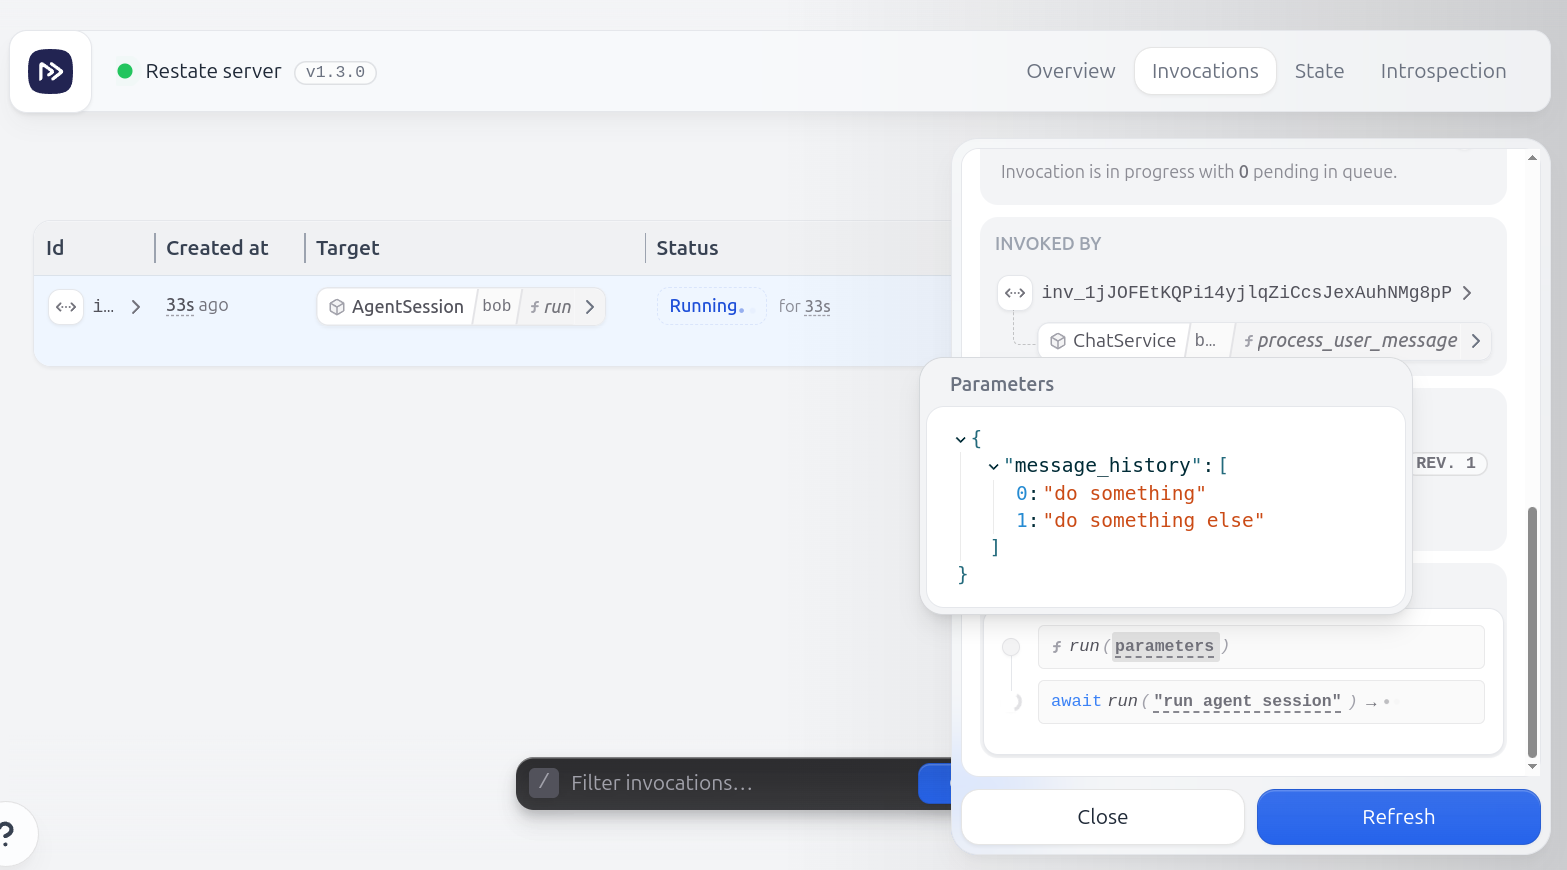 Restate server v1.3.0
Overview Invocations State Introspection
Id Created at Target Status
i... 33s ago AgentSession bob run Running. for 33s
Invocation is in progress with 0 pending in queue.
INVOKED BY
inv_1jJOFEtKQPi14yjlqZiCcsJexAuhNMg8pP
ChatService b... process_user_message
Parameters
{
"message_history":[
0:"do something"
1:"do something else"
]
}
REV. 1
run(parameters)
await run("run agent session") →
/ Filter invocations…
Close Refresh
?